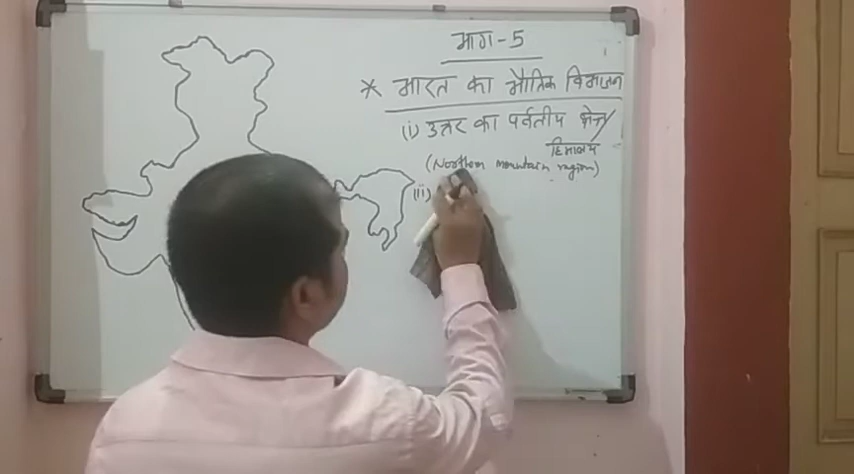 भाग-5
* भारत का भौतिक विभाजन
(i) उत्तर का पर्वतीय क्षेत्र/
हिमालय
(Northern mountain region)
(ii)